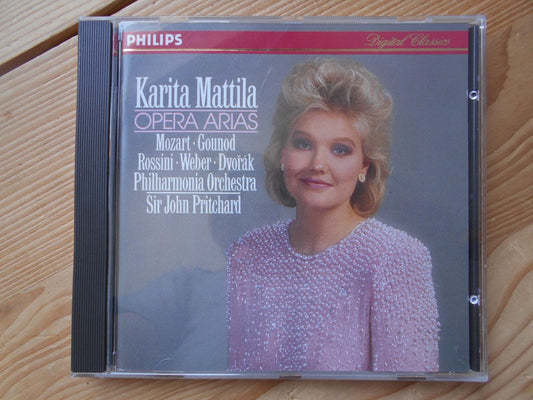 PHILIPS
Digital Classics
Karita Mattila
OPERA ARIAS
Mozart · Gounod
Rossini · Weber · Dvořák
Philharmonia Orchestra
Sir John Pritchard